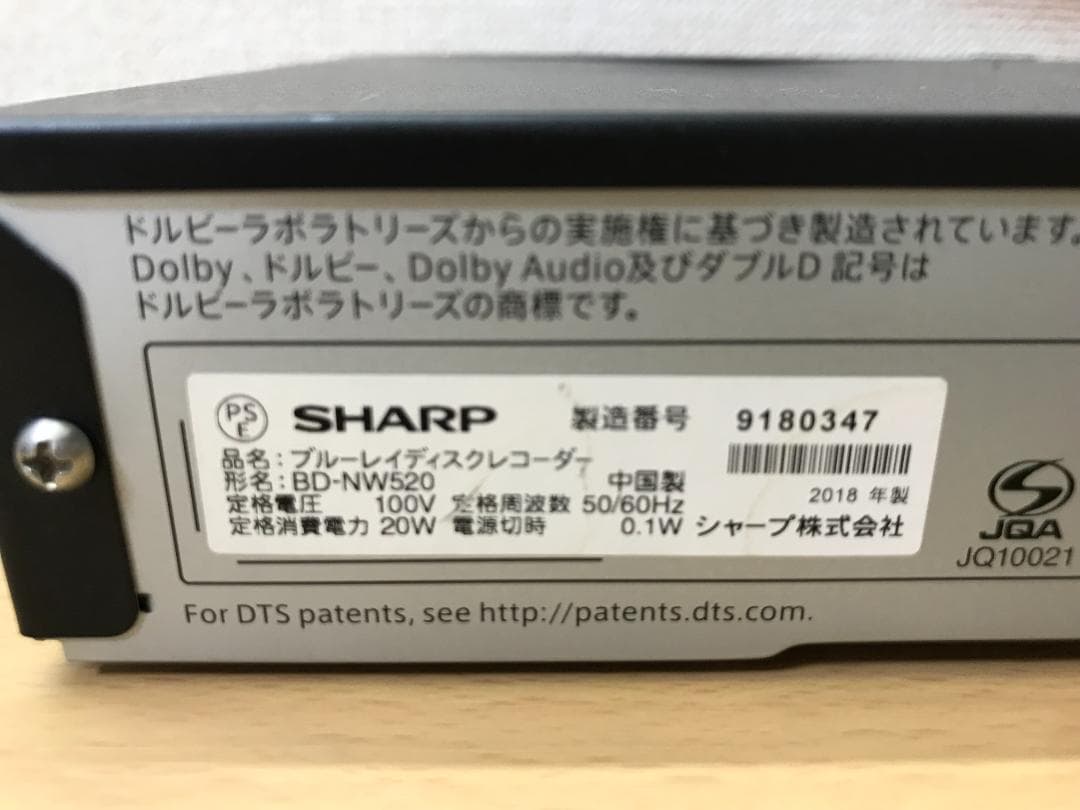 ドルビーラボラトリーズからの実施権に基づき製造されています。
Dolby、ドルビー、Dolby Audio及びダブルD 記号は
ドルビーラボラトリーズの商標です。
PSE SHARP 製造番号 9180347
品名:ブルーレイディスクレコーダー
形名:BD-NW520 中国製
定格電圧 100V 定格周波数 50/60Hz 2018 年製
定格消費電力 20W 電源切時 0.1W シャープ株式会社
JQA
JQ10021
For DTS patents, see http://patents.dts.com.